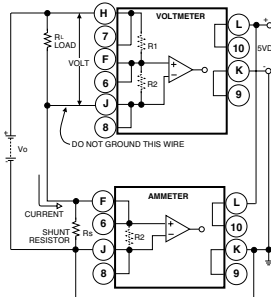 VOLTMETER
H
7
F
6
J
8
R1
R2
+
−
L
10
K
9
+
5VDC
-
RL
LOAD
VOLT
DO NOT GROUND THIS WIRE
+
Vo
-
CURRENT
SHUNT
RESISTOR
Rs
AMMETER
F
6
J
8
R2
+
−
L
10
K
9